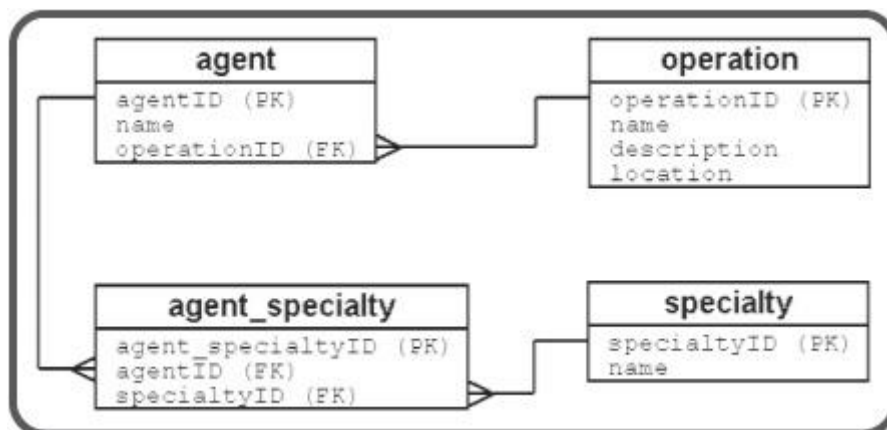 agent
agentID (PK)
name
operationID (FK)
operation
operationID (PK)
name
description
location
agent_specialty
agent_specialtyID (PK)
agentID (FK)
specialtyID (FK)
specialty
specialtyID (PK)
name